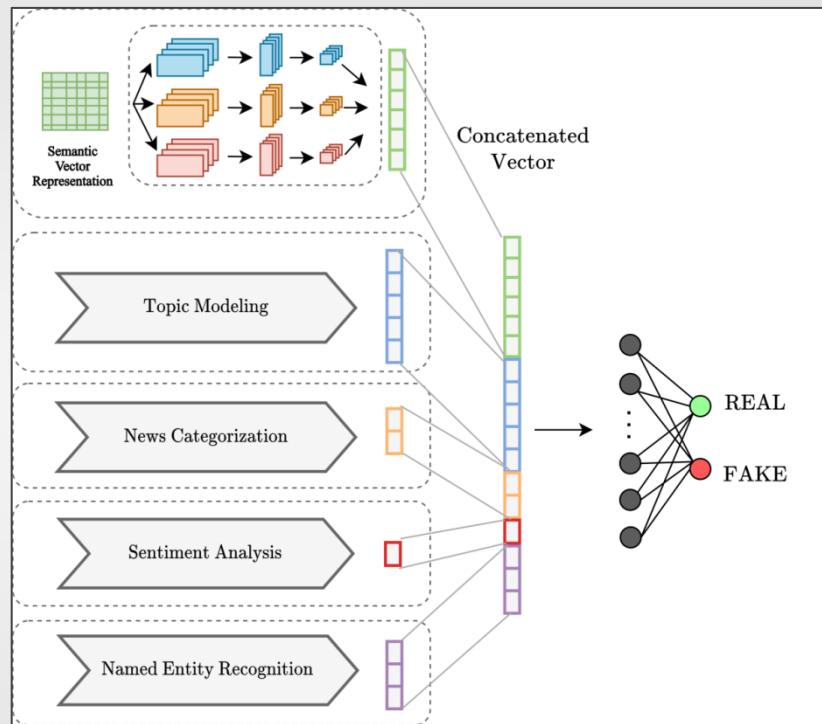 Semantic
Vector
Representation
Concatenated
Vector
Topic Modeling
News Categorization
Sentiment Analysis
Named Entity Recognition
REAL
FAKE